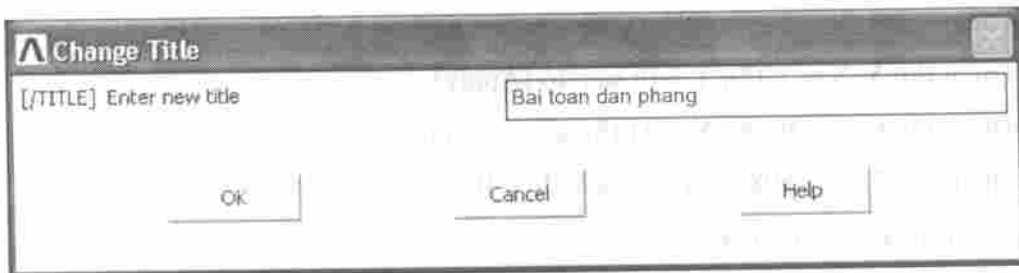 Change Title
[/TITLE] Enter new title
Bai toan dan phang
OK
Cancel
Help